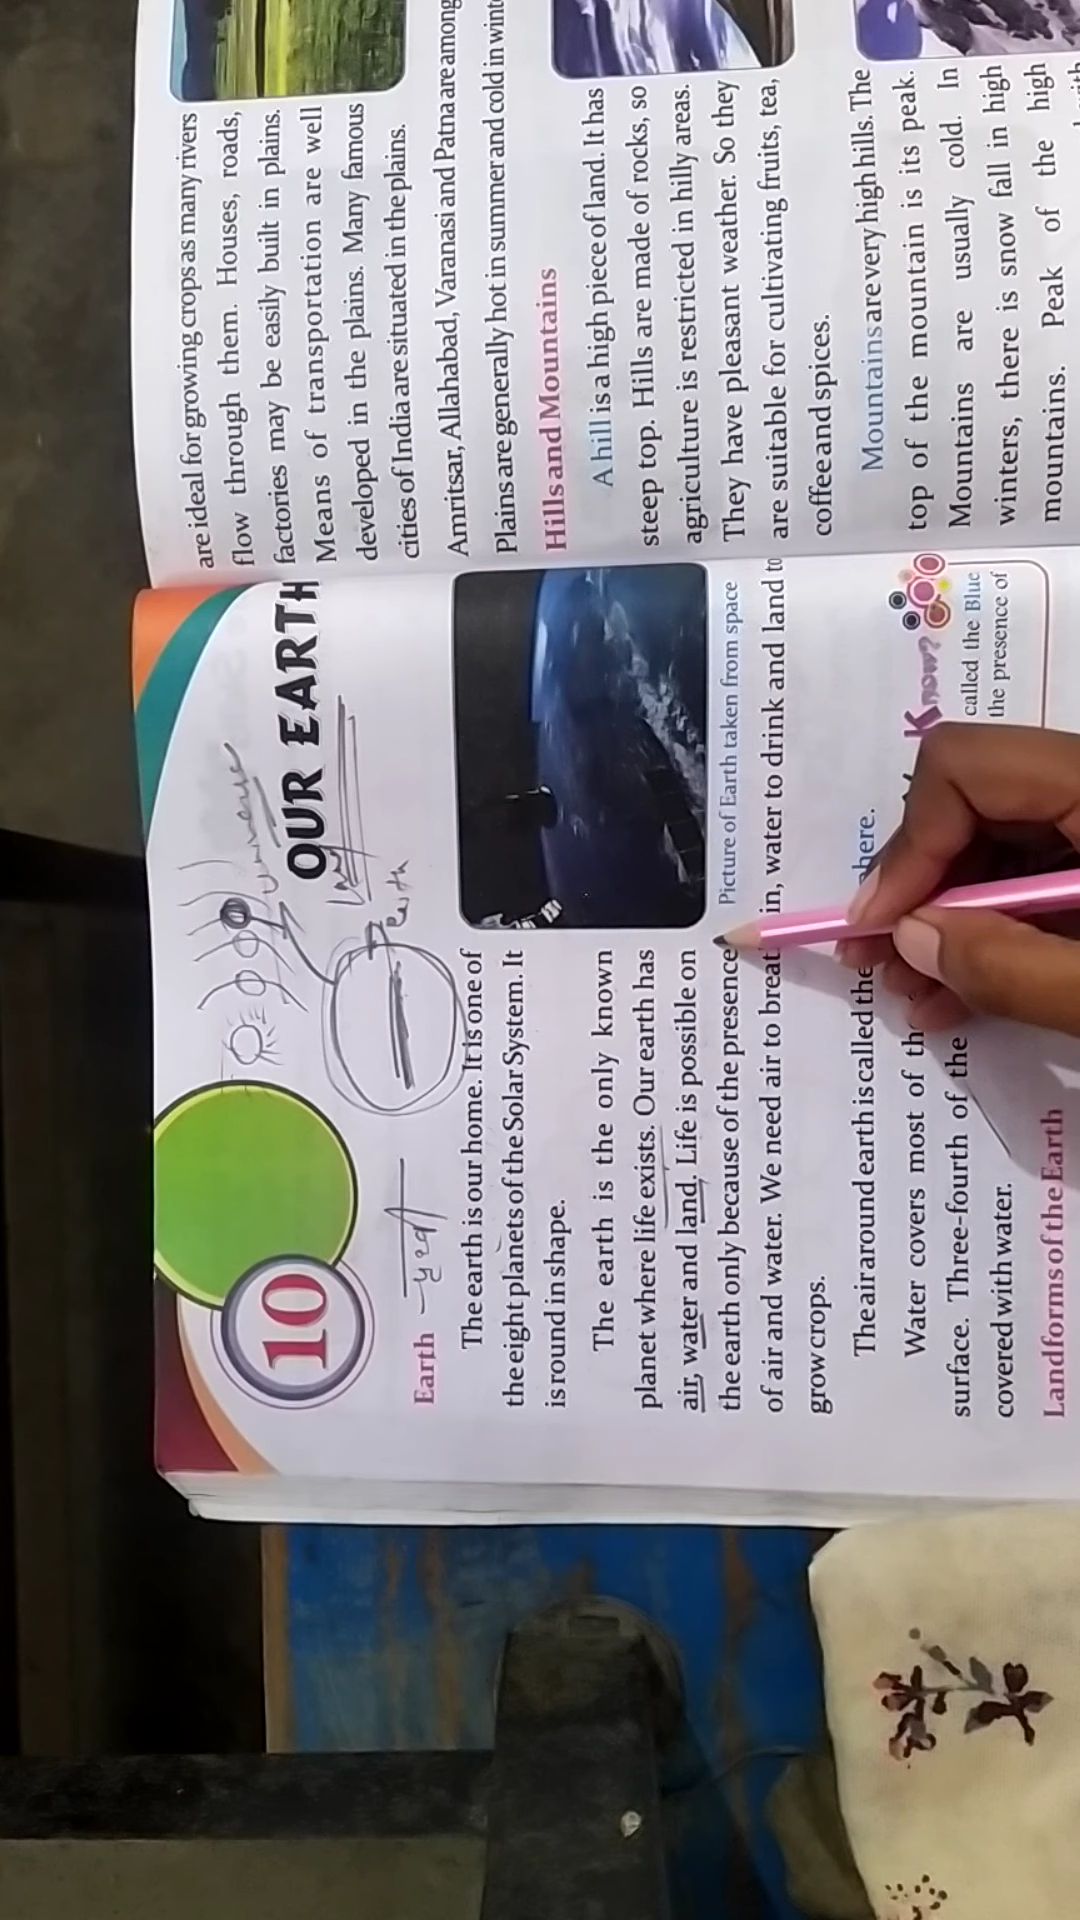 10
OUR EARTH
Universe
Earth
Earth
पृथ्वी
The earth is our home. It is one of
the eight planets of the Solar System. It
is round in shape.
The earth is the only known
planet where life exists. Our earth has
air, water and land. Life is possible on
the earth only because of the presence
Picture of Earth taken from space
of air and water. We need air to breat in, water to drink and land to
grow crops.
The air around earth is called the here.
Water covers most of th
surface. Three-fourth of the
covered with water.
Know?
called the Blue
the presence of
Landforms of the Earth
are ideal for growing crops as many rivers
flow through them. Houses, roads,
factories may be easily built in plains.
Means of transportation are well
developed in the plains. Many famous
cities of India are situated in the plains.
Amritsar, Allahabad, Varanasi and Patna are among
Plains are generally hot in summer and cold in wint
Hills and Mountains
A hill is a high piece of land. It has
steep top. Hills are made of rocks, so
agriculture is restricted in hilly areas.
They have pleasant weather. So they
are suitable for cultivating fruits, tea,
coffee and spices.
Mountains are very high hills. The
top of the mountain is its peak.
Mountains are usually cold. In
winters, there is snow fall in high
mountains. Peak of the high